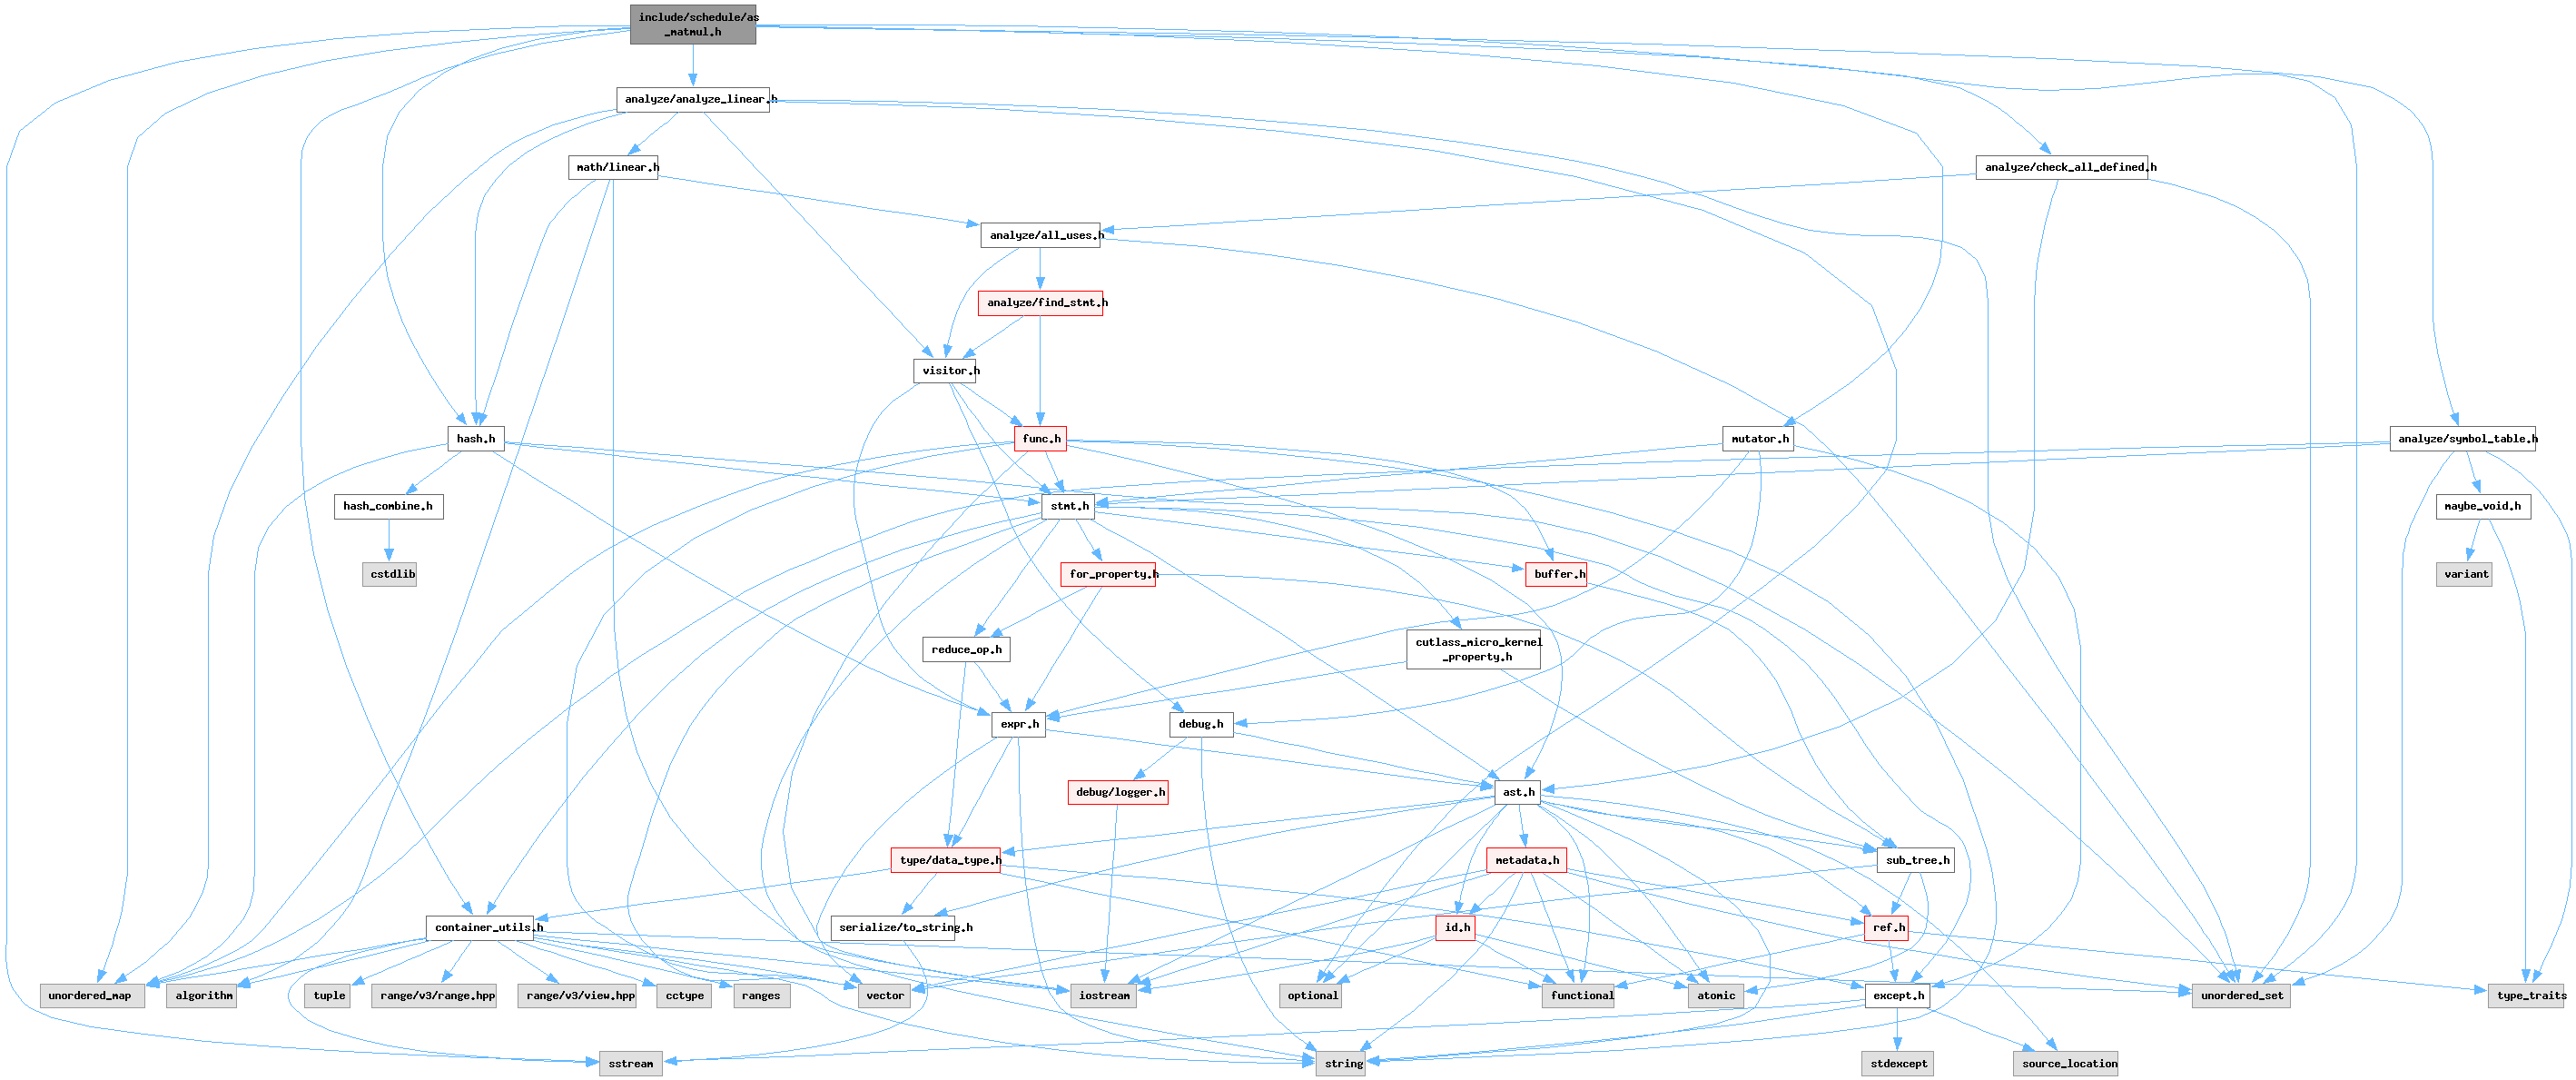 include/schedule/as
_matmul.h
analyze/analyze_linear.h
math/linear.h
analyze/check_all_defined.h
analyze/all_uses.h
analyze/find_stmt.h
visitor.h
hash.h
func.h
mutator.h
analyze/symbol_table.h
hash_combine.h
stmt.h
maybe_void.h
cstdlib
for_property.h
buffer.h
variant
reduce_op.h
cutlass_micro_kernel
_property.h
expr.h
debug.h
debug/logger.h
ast.h
type/data_type.h
metadata.h
sub_tree.h
container_utils.h
serialize/to_string.h
id.h
ref.h
unordered_map
algorithm
tuple
range/v3/range.hpp
range/v3/view.hpp
cctype
ranges
vector
iostream
optional
functional
atomic
except.h
unordered_set
type_traits
sstream
string
stdexcept
source_location